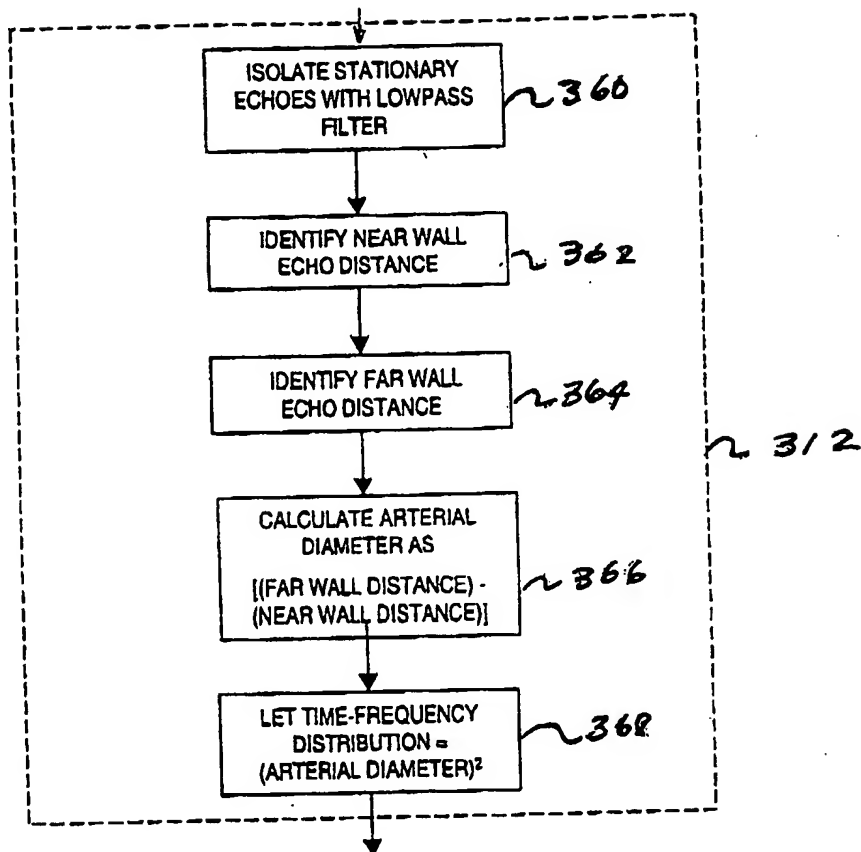 ISOLATE STATIONARY
ECHOES WITH LOWPASS
FILTER
360
IDENTIFY NEAR WALL
ECHO DISTANCE
362
IDENTIFY FAR WALL
ECHO DISTANCE
364
312
CALCULATE ARTERIAL
DIAMETER AS
[(FAR WALL DISTANCE) -
(NEAR WALL DISTANCE)]
366
LET TIME-FREQUENCY
DISTRIBUTION =
(ARTERIAL DIAMETER)²
368